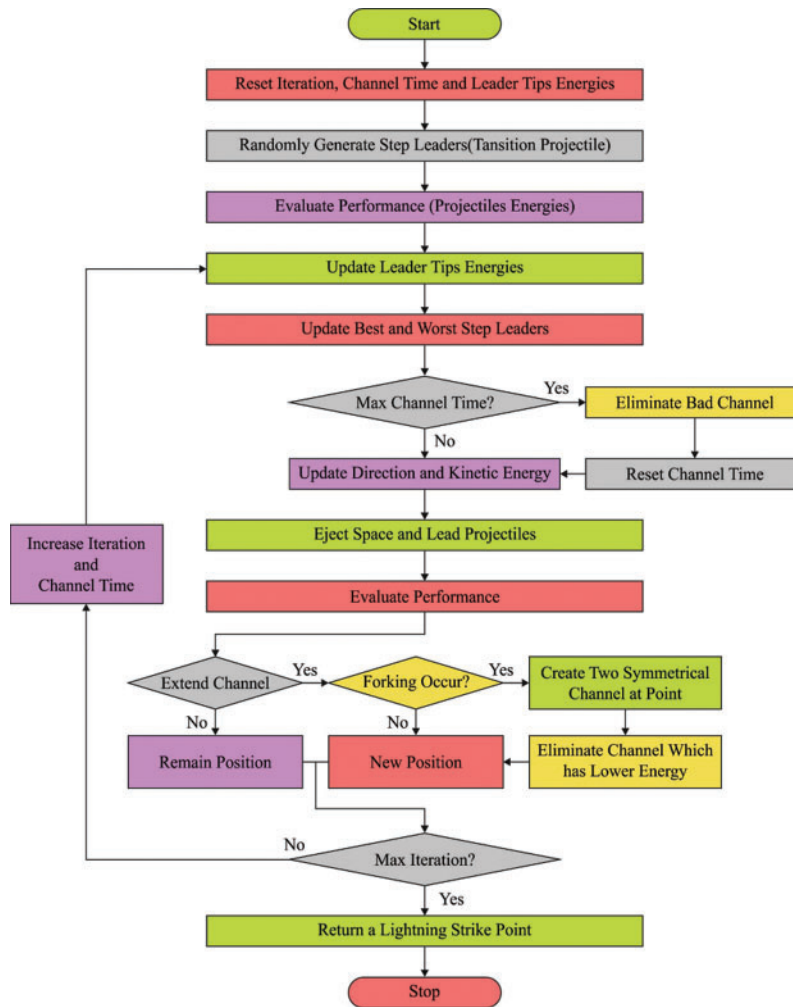 Start
Reset Iteration, Channel Time and Leader Tips Energies
Randomly Generate Step Leaders(Tansition Projectile)
Evaluate Performance (Projectiles Energies)
Update Leader Tips Energies
Update Best and Worst Step Leaders
Max Channel Time?
Yes
Eliminate Bad Channel
No
Update Direction and Kinetic Energy
Reset Channel Time
Eject Space and Lead Projectiles
Increase Iteration
and
Channel Time
Evaluate Performance
Extend Channel
Yes
Forking Occur?
Yes
Create Two Symmetrical
Channel at Point
No
No
Remain Position
New Position
Eliminate Channel Which
has Lower Energy
No
Max Iteration?
Yes
Return a Lightning Strike Point
Stop